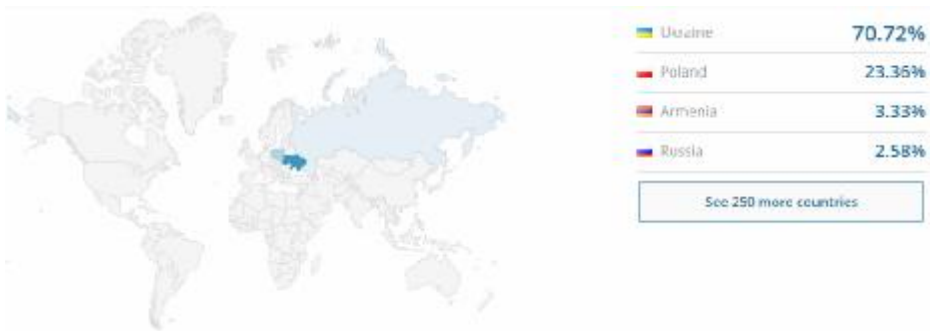 Ukraine 70.72%
Poland 23.36%
Armenia 3.33%
Russia 2.58%
See 250 more countries